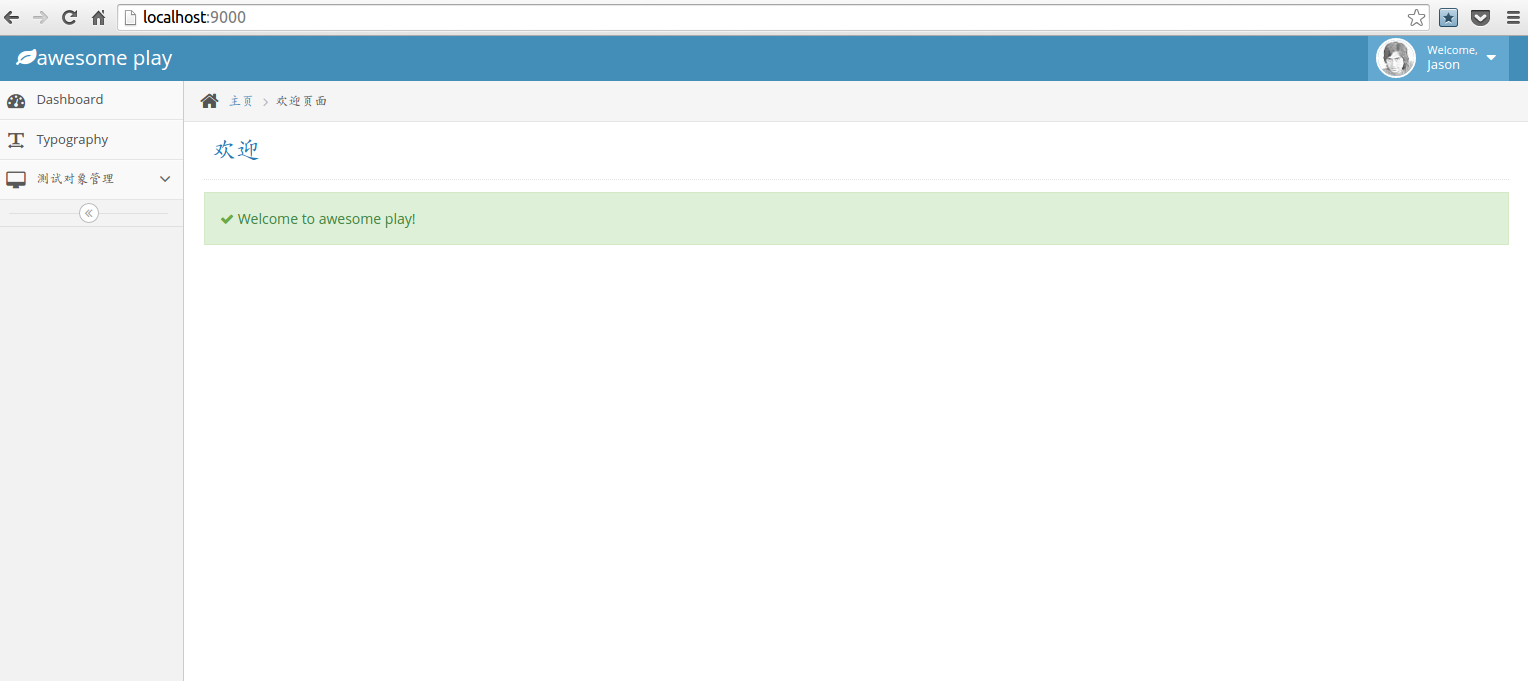 localhost:9000
awesome play
Welcome,
Jason
Dashboard
Typography
测试对象管理
主页 欢迎页面
欢迎
Welcome to awesome play!